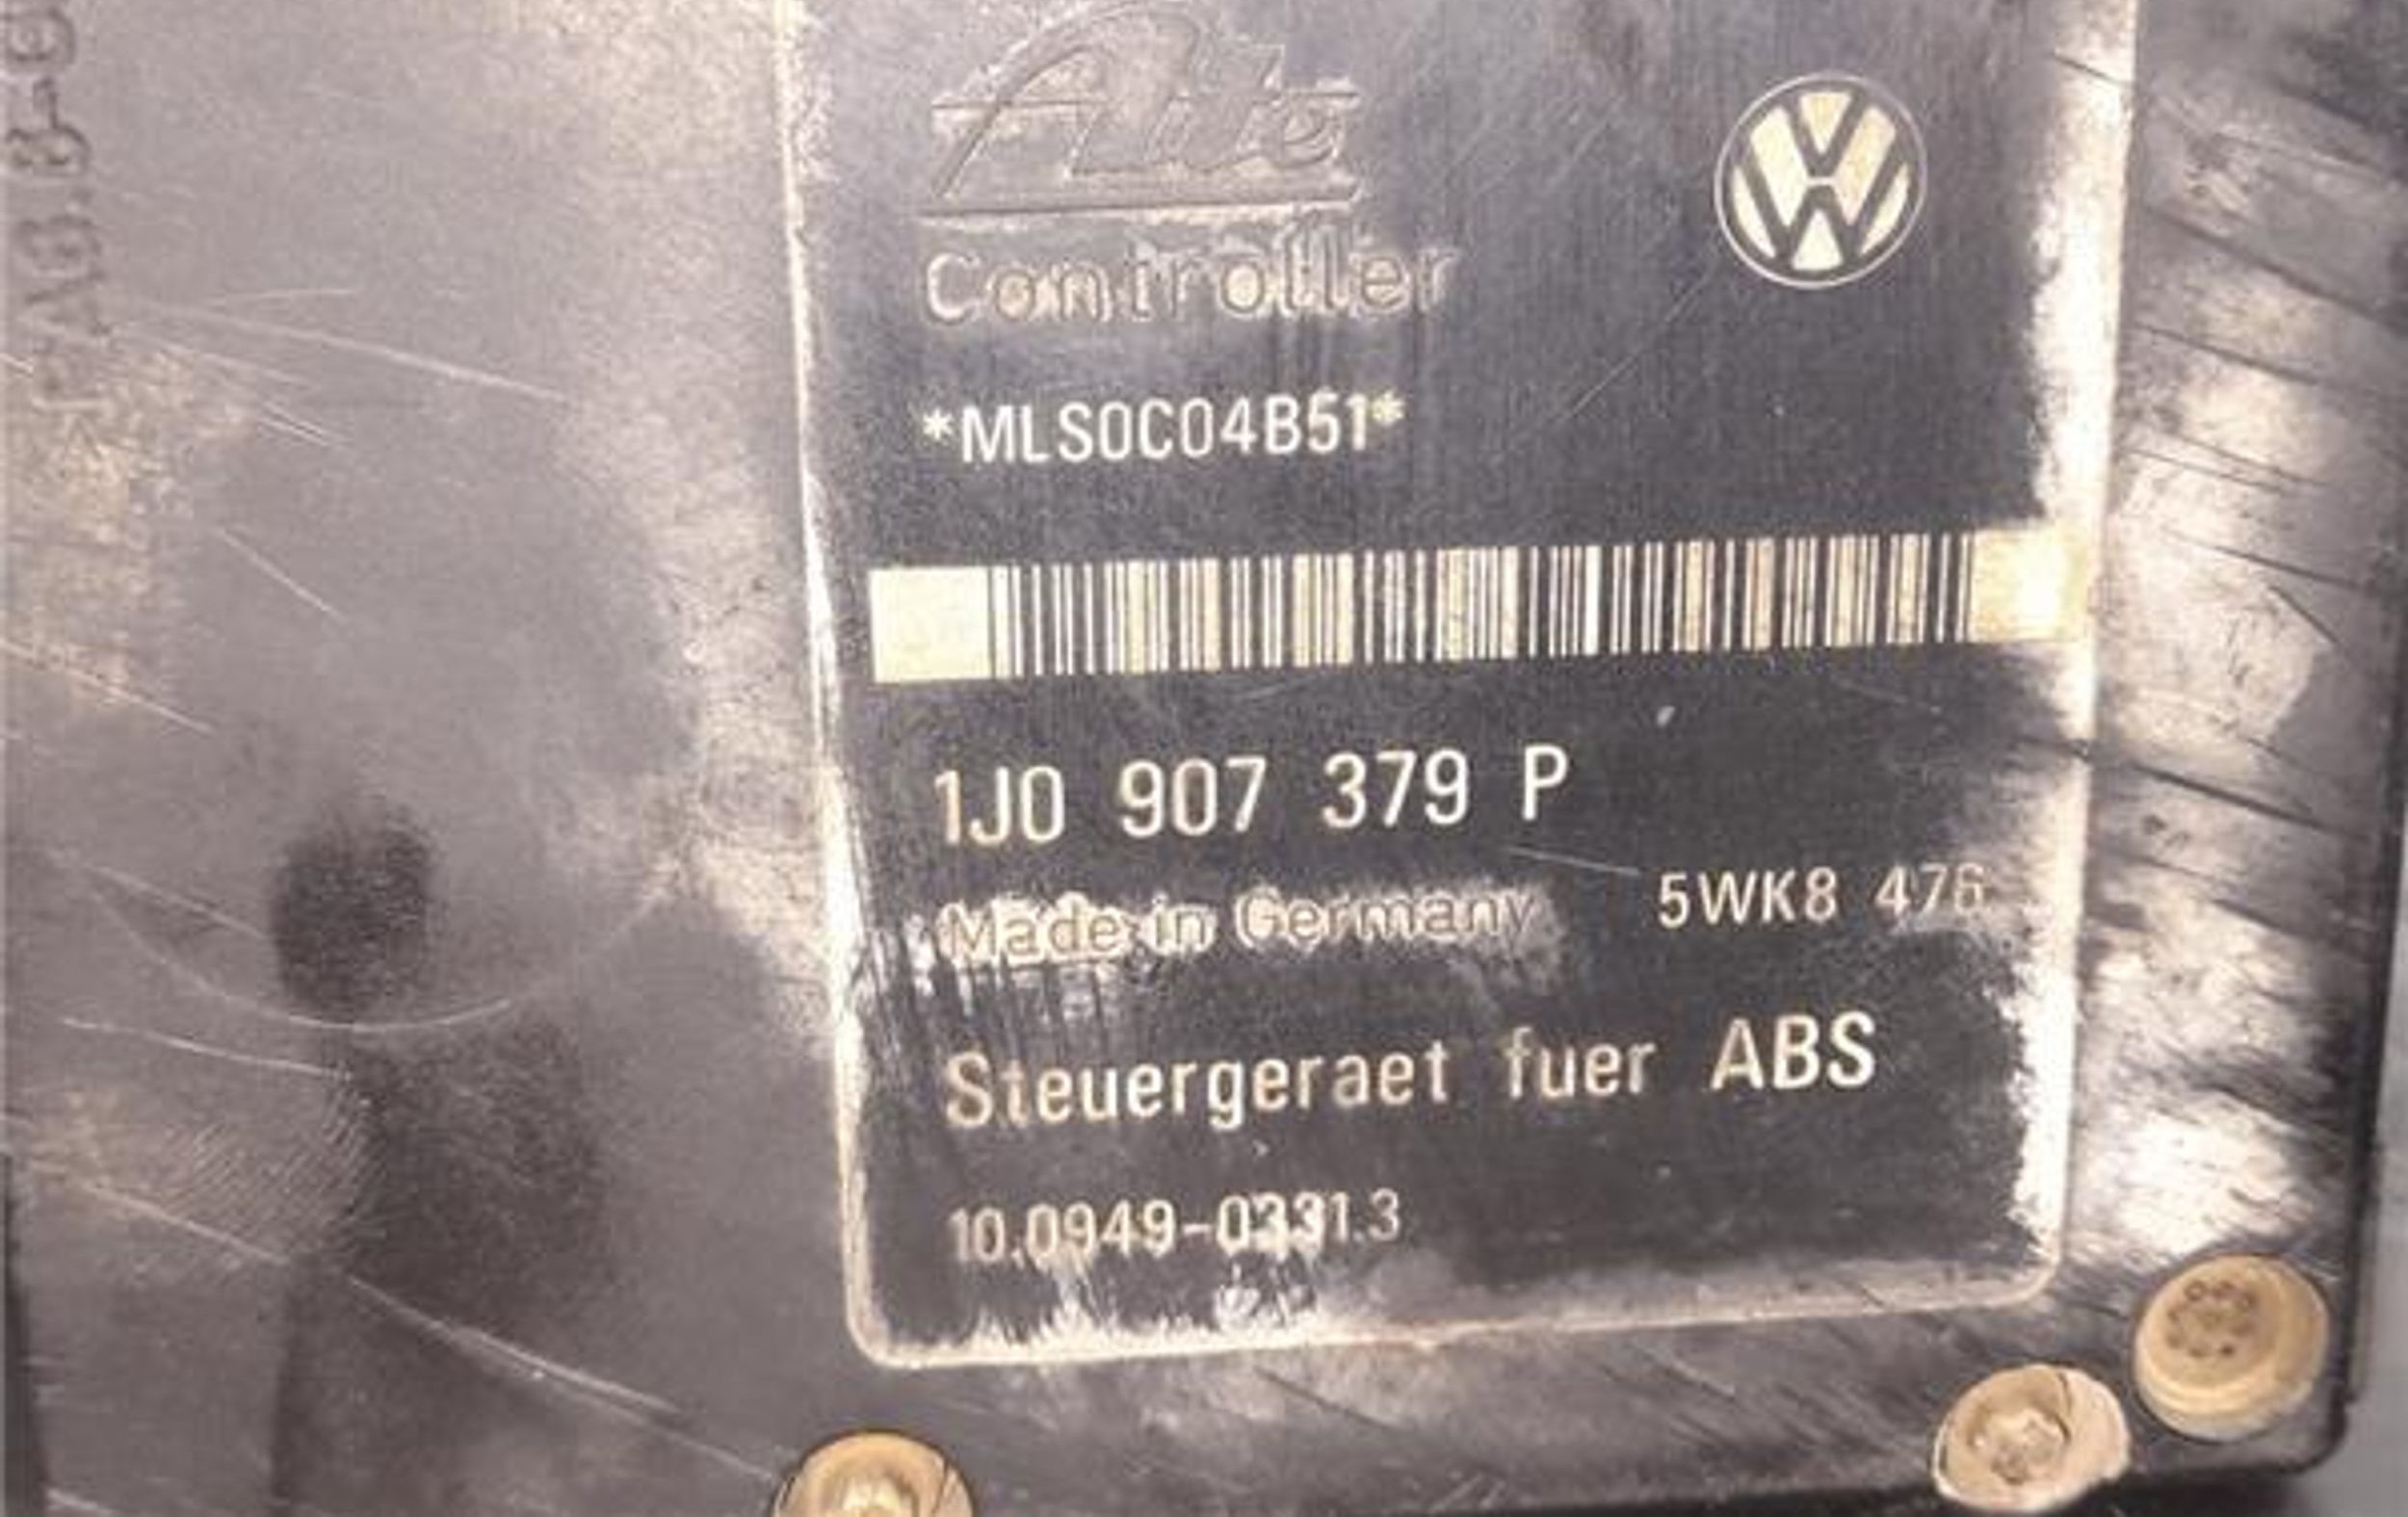 Ate
Controller
*MLS0C04B51*
1J0 907 379 P
Made in Germany 5WK8 476
Steuergeraet fuer ABS
10.0949-0331.3